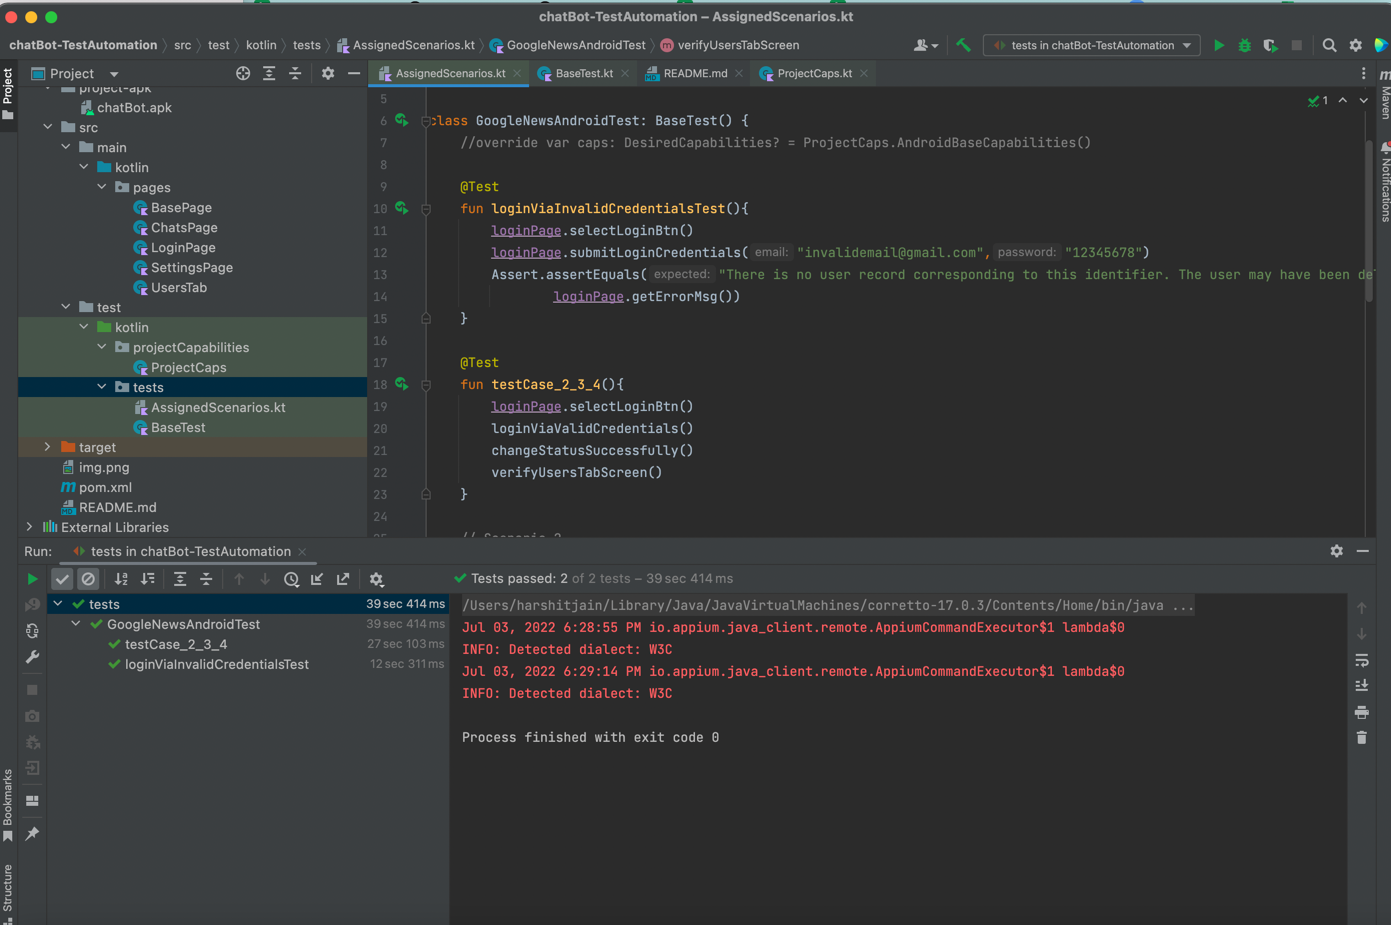 chatBot-TestAutomation – AssignedScenarios.kt
chatBot-TestAutomation src test kotlin tests AssignedScenarios.kt GoogleNewsAndroidTest verifyUsersTabScreen
tests in chatBot-TestAutomation
Project
AssignedScenarios.kt
BaseTest.kt
README.md
ProjectCaps.kt
Project
project-apk
chatBot.apk
src
main
kotlin
pages
BasePage
ChatsPage
LoginPage
SettingsPage
UsersTab
test
kotlin
projectCapabilities
ProjectCaps
tests
AssignedScenarios.kt
BaseTest
target
img.png
pom.xml
README.md
External Libraries
1
Maven
Notifications
5
6 class GoogleNewsAndroidTest: BaseTest() {
7 //override var caps: DesiredCapabilities? = ProjectCaps.AndroidBaseCapabilities()
8
9 @Test
10 fun loginViaInvalidCredentialsTest(){
11 loginPage.selectLoginBtn()
12 loginPage.submitLoginCredentials( email: "invalidemail@gmail.com", password: "12345678")
13 Assert.assertEquals( expected: "There is no user record corresponding to this identifier. The user may have been de
14 loginPage.getErrorMsg())
15 }
16
17 @Test
18 fun testCase_2_3_4(){
19 loginPage.selectLoginBtn()
20 loginViaValidCredentials()
21 changeStatusSuccessfully()
22 verifyUsersTabScreen()
23 }
24
Run: tests in chatBot-TestAutomation
Tests passed: 2 of 2 tests – 39 sec 414 ms
tests 39 sec 414 ms
GoogleNewsAndroidTest 39 sec 414 ms
testCase_2_3_4 27 sec 103 ms
loginViaInvalidCredentialsTest 12 sec 311 ms
/Users/harshitjain/Library/Java/JavaVirtualMachines/corretto-17.0.3/Contents/Home/bin/java ...
Jul 03, 2022 6:28:55 PM io.appium.java_client.remote.AppiumCommandExecutor$1 lambda$0
INFO: Detected dialect: W3C
Jul 03, 2022 6:29:14 PM io.appium.java_client.remote.AppiumCommandExecutor$1 lambda$0
INFO: Detected dialect: W3C
Process finished with exit code 0
Bookmarks
Structure